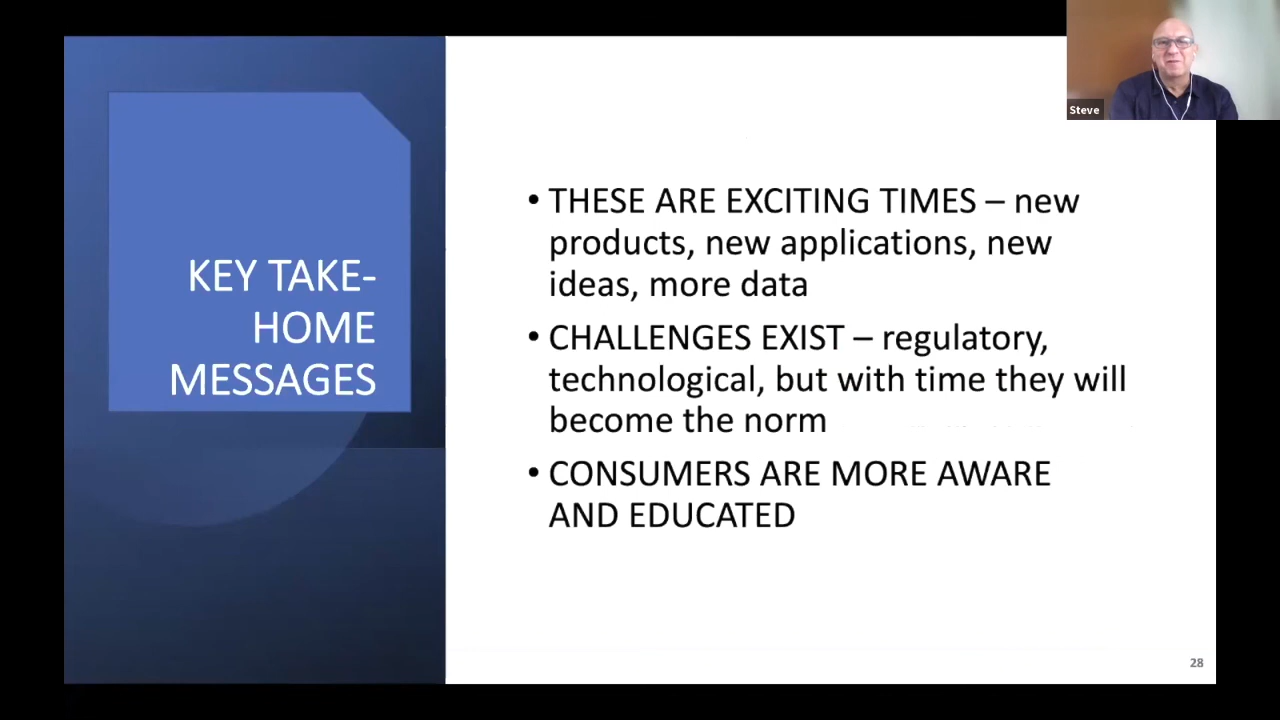 Steve
KEY TAKE-
HOME
MESSAGES
• THESE ARE EXCITING TIMES – new
products, new applications, new
ideas, more data
• CHALLENGES EXIST – regulatory,
technological, but with time they will
become the norm
• CONSUMERS ARE MORE AWARE
AND EDUCATED
28